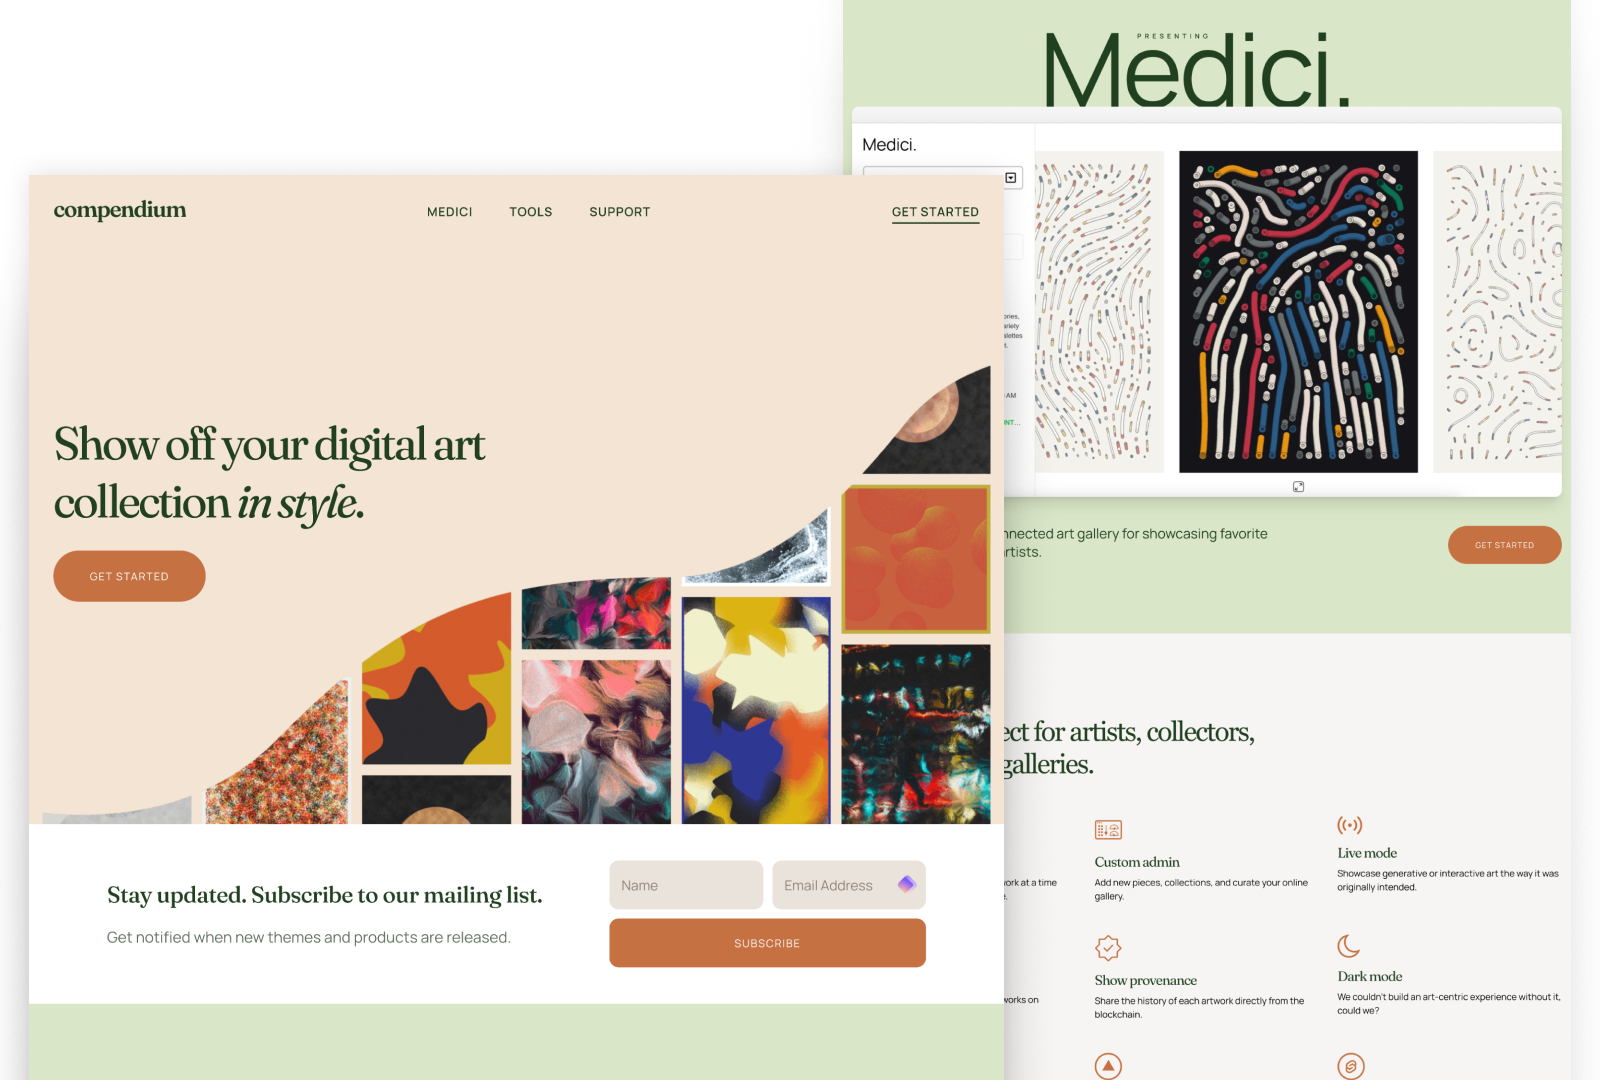 PRESENTING
Medici.
Medici.
compendium
MEDICI
TOOLS
SUPPORT
GET STARTED
Show off your digital art
collection in style.
GET STARTED
Stay updated. Subscribe to our mailing list.
Get notified when new themes and products are released.
Name
Email Address
SUBSCRIBE
AM
art gallery for showcasing favorite
GET STARTED
for artists, collectors,
galleries.
Custom admin
Add new pieces, collections, and curate your online
gallery.
Live mode
Showcase generative or interactive art the way it was
originally intended.
at a time
Show provenance
Share the history of each artwork directly from the
blockchain.
Dark mode
We couldn't build an art-centric experience without it,
could we?
on